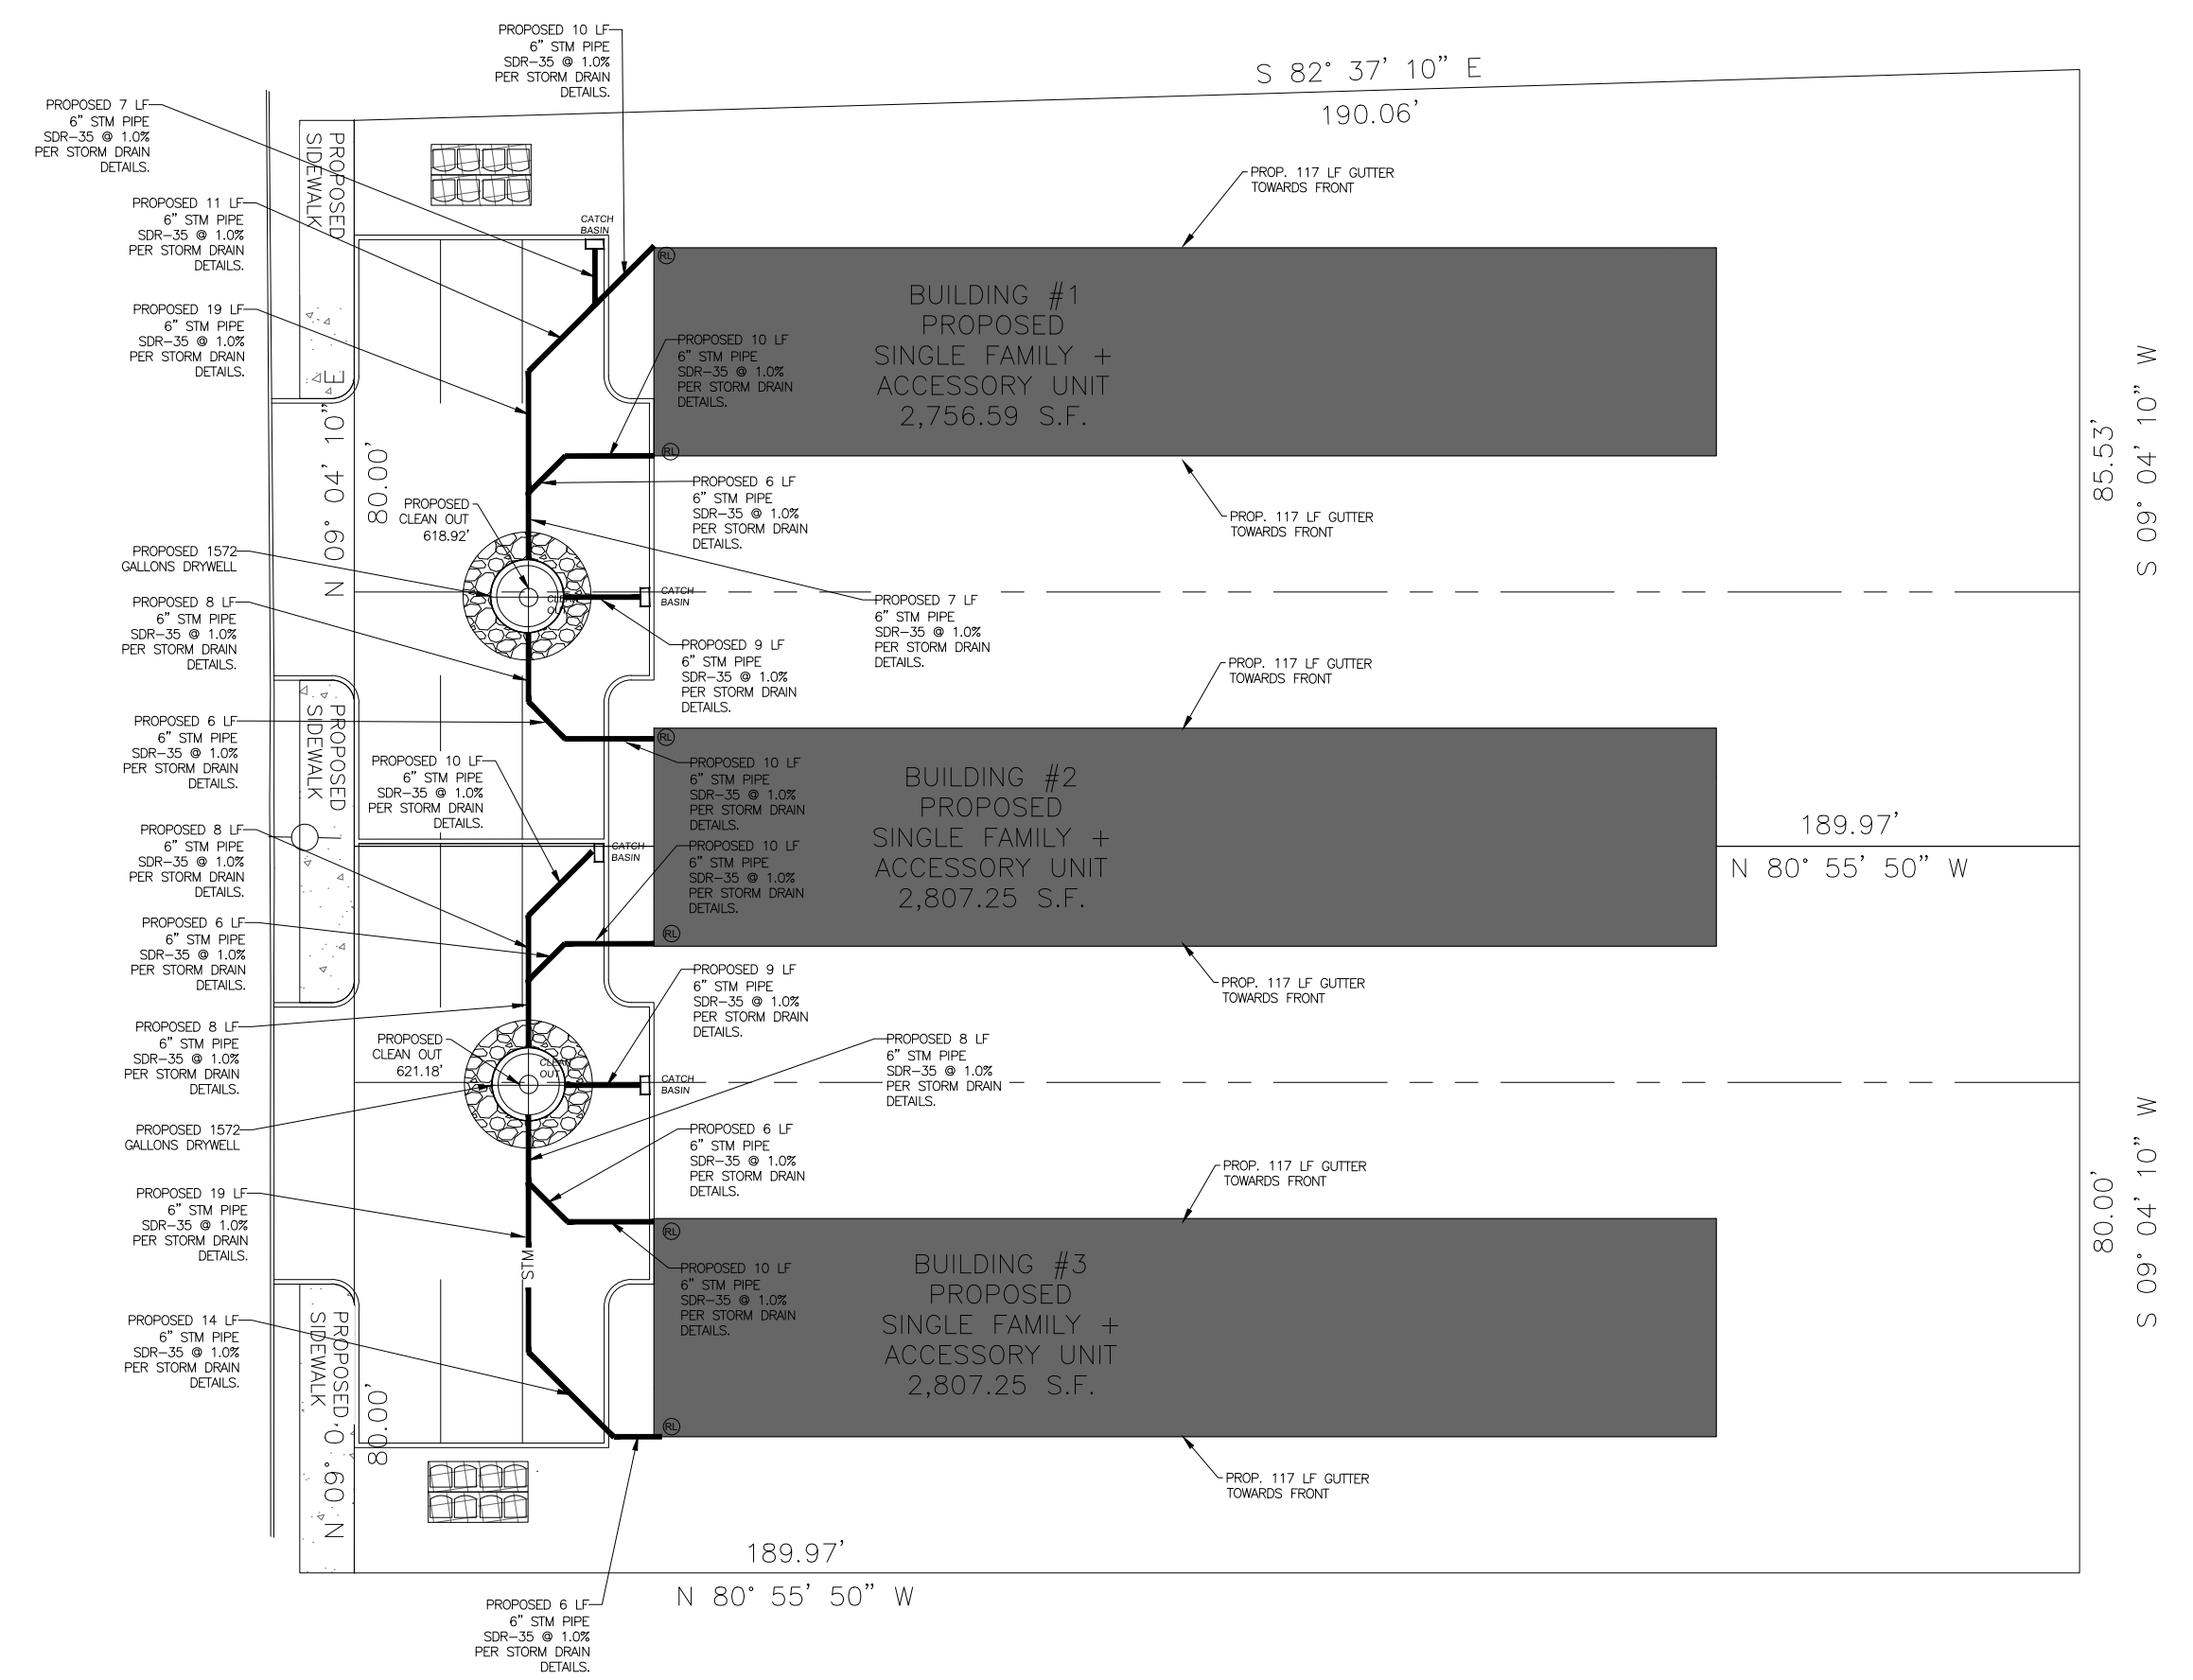 PROPOSED 10 LF
6” STM PIPE
SDR-35 @ 1.0%
PER STORM DRAIN
DETAILS.
S 82° 37’ 10” E
190.06’
PROPOSED 7 LF
6” STM PIPE
SDR-35 @ 1.0%
PER STORM DRAIN
DETAILS.
PROPOSED
SIDEWALK
PROP. 117 LF GUTTER
TOWARDS FRONT
PROPOSED 11 LF
6” STM PIPE
SDR-35 @ 1.0%
PER STORM DRAIN
DETAILS.
CATCH
BASIN
RL
BUILDING #1
PROPOSED
SINGLE FAMILY +
ACCESSORY UNIT
2,756.59 S.F.
PROPOSED 19 LF
6” STM PIPE
SDR-35 @ 1.0%
PER STORM DRAIN
DETAILS.
PROPOSED 10 LF
6” STM PIPE
SDR-35 @ 1.0%
PER STORM DRAIN
DETAILS.
RL
N 09° 04’ 10” E
80.00’
85.53’
S 09° 04’ 10” W
PROPOSED 6 LF
6” STM PIPE
SDR-35 @ 1.0%
PER STORM DRAIN
DETAILS.
PROPOSED
CLEAN OUT
618.92’
PROP. 117 LF GUTTER
TOWARDS FRONT
PROPOSED 1572
GALLONS DRYWELL
CLEAN
OUT
CATCH
BASIN
PROPOSED 8 LF
6” STM PIPE
SDR-35 @ 1.0%
PER STORM DRAIN
DETAILS.
PROPOSED 7 LF
6” STM PIPE
SDR-35 @ 1.0%
PER STORM DRAIN
DETAILS.
PROPOSED 9 LF
6” STM PIPE
SDR-35 @ 1.0%
PER STORM DRAIN
DETAILS.
PROP. 117 LF GUTTER
TOWARDS FRONT
PROPOSED
SIDEWALK
PROPOSED 6 LF
6” STM PIPE
SDR-35 @ 1.0%
PER STORM DRAIN
DETAILS.
RL
PROPOSED 10 LF
6” STM PIPE
SDR-35 @ 1.0%
PER STORM DRAIN
DETAILS.
PROPOSED 10 LF
6” STM PIPE
SDR-35 @ 1.0%
PER STORM DRAIN
DETAILS.
BUILDING #2
PROPOSED
SINGLE FAMILY +
ACCESSORY UNIT
2,807.25 S.F.
189.97’
N 80° 55’ 50” W
PROPOSED 8 LF
6” STM PIPE
SDR-35 @ 1.0%
PER STORM DRAIN
DETAILS.
CATCH
BASIN
PROPOSED 10 LF
6” STM PIPE
SDR-35 @ 1.0%
PER STORM DRAIN
DETAILS.
RL
PROPOSED 6 LF
6” STM PIPE
SDR-35 @ 1.0%
PER STORM DRAIN
DETAILS.
PROPOSED 9 LF
6” STM PIPE
SDR-35 @ 1.0%
PER STORM DRAIN
DETAILS.
PROP. 117 LF GUTTER
TOWARDS FRONT
PROPOSED 8 LF
6” STM PIPE
SDR-35 @ 1.0%
PER STORM DRAIN
DETAILS.
PROPOSED
CLEAN OUT
621.18’
CLEAN
OUT
CATCH
BASIN
PROPOSED 8 LF
6” STM PIPE
SDR-35 @ 1.0%
PER STORM DRAIN
DETAILS.
PROPOSED 1572
GALLONS DRYWELL
PROPOSED 6 LF
6” STM PIPE
SDR-35 @ 1.0%
PER STORM DRAIN
DETAILS.
PROP. 117 LF GUTTER
TOWARDS FRONT
80.00’
S 09° 04’ 10” W
PROPOSED 19 LF
6” STM PIPE
SDR-35 @ 1.0%
PER STORM DRAIN
DETAILS.
STM
RL
PROPOSED 10 LF
6” STM PIPE
SDR-35 @ 1.0%
PER STORM DRAIN
DETAILS.
BUILDING #3
PROPOSED
SINGLE FAMILY +
ACCESSORY UNIT
2,807.25 S.F.
PROPOSED 14 LF
6” STM PIPE
SDR-35 @ 1.0%
PER STORM DRAIN
DETAILS.
PROPOSED
SIDEWALK
N 09° 0’
80.00’
RL
PROP. 117 LF GUTTER
TOWARDS FRONT
189.97’
N 80° 55’ 50” W
PROPOSED 6 LF
6” STM PIPE
SDR-35 @ 1.0%
PER STORM DRAIN
DETAILS.